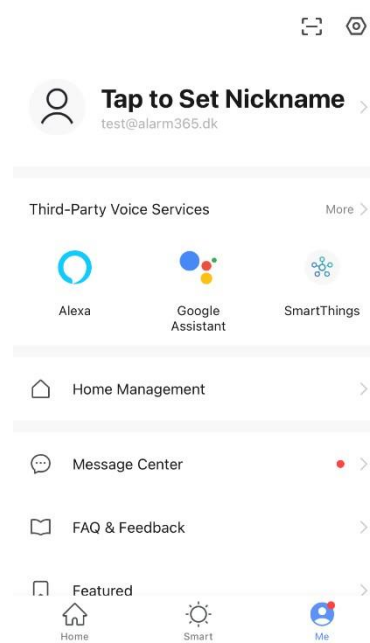 Tap to Set Nickname
test@alarm365.dk
Third-Party Voice Services
More
Alexa
Google
Assistant
SmartThings
Home Management
Message Center
FAQ & Feedback
Featured
Home
Smart
Me